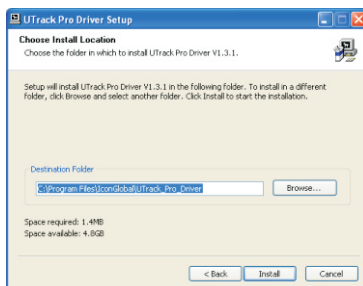 UTrack Pro Driver Setup
Choose Install Location
Choose the folder in which to install UTrack Pro Driver V1.3.1.
Setup will install UTrack Pro Driver V1.3.1 in the following folder. To install in a different
folder, click Browse and select another folder. Click Install to start the installation.
Destination Folder
C:\Program Files\IconGlobal\UTrack_Pro_Driver
Browse...
Space required: 1.4MB
Space available: 4.8GB
< Back
Install
Cancel